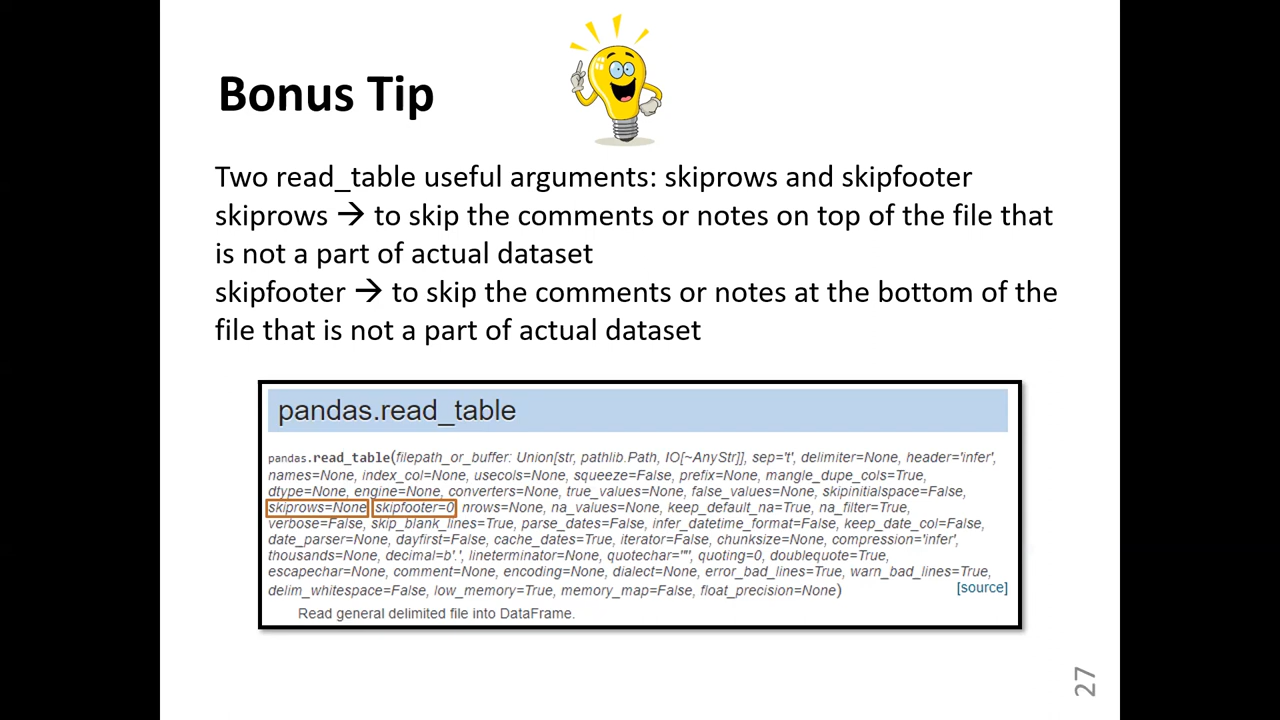 Bonus Tip
Two read_table useful arguments: skiprows and skipfooter
skiprows → to skip the comments or notes on top of the file that
is not a part of actual dataset
skipfooter → to skip the comments or notes at the bottom of the
file that is not a part of actual dataset
pandas.read_table
pandas.read_table(filepath_or_buffer: Union[str, pathlib.Path, IO[~AnyStr]], sep='t', delimiter=None, header='infer',
names=None, index_col=None, usecols=None, squeeze=False, prefix=None, mangle_dupe_cols=True,
dtype=None, engine=None, converters=None, true_values=None, false_values=None, skipinitialspace=False,
skiprows=None skipfooter=0 nrows=None, na_values=None, keep_default_na=True, na_filter=True,
verbose=False, skip_blank_lines=True, parse_dates=False, infer_datetime_format=False, keep_date_col=False,
date_parser=None, dayfirst=False, cache_dates=True, iterator=False, chunksize=None, compression='infer',
thousands=None, decimal=b'.', lineterminator=None, quotechar='"', quoting=0, doublequote=True,
escapechar=None, comment=None, encoding=None, dialect=None, error_bad_lines=True, warn_bad_lines=True,
delim_whitespace=False, low_memory=True, memory_map=False, float_precision=None) [source]
Read general delimited file into DataFrame.
27